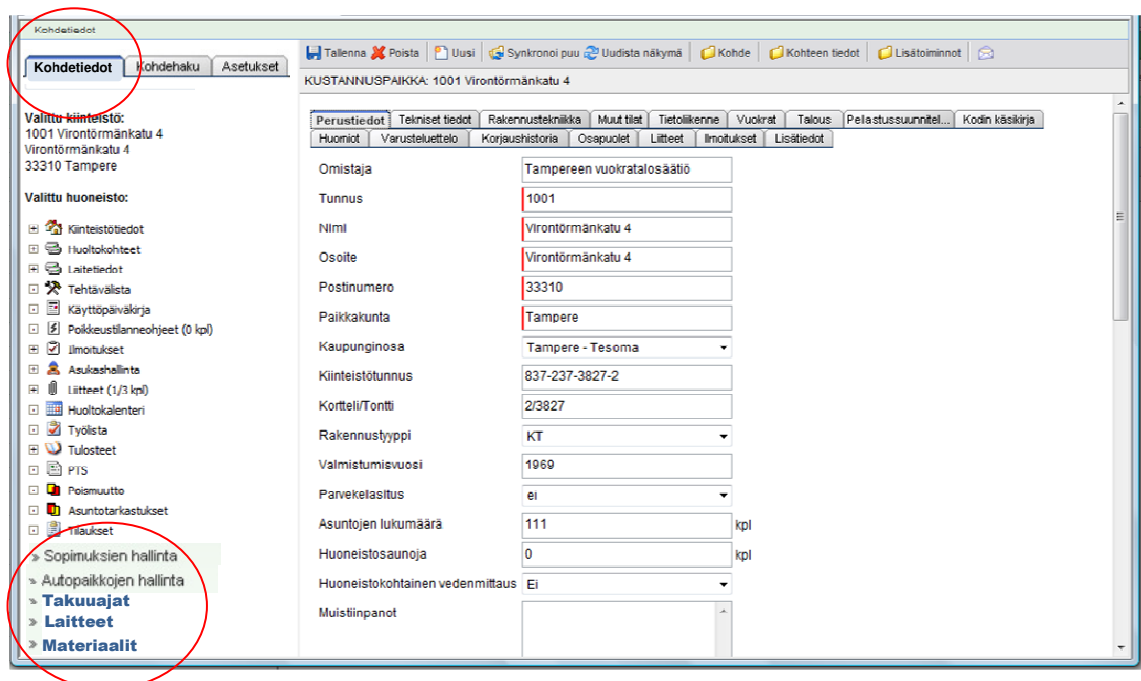 Kohdetiedot
Kohdetiedot Kohdehaku Asetukset
Tallenna Poista Uusi Synkronoi puu Uudista näkymä Kohde Kohteen tiedot Lisätoiminnot
KUSTANNUSPAIKKA: 1001 Virontörmänkatu 4
Valittu kiinteistö:
1001 Virontörmänkatu 4
Virontörmänkatu 4
33310 Tampere
Valittu huoneisto:
Kiinteistötiedot
Huoltokohteet
Laitetiedot
Tehtävälista
Käyttöpäiväkirja
Poikkeustilanneohjeet (0 kpl)
Ilmoitukset
Asukashallinta
Liitteet (1/3 kpl)
Huoltokalenteri
Työlista
Tulosteet
PTS
Poismuutto
Asuntotarkastukset
Tilaukset
» Sopimuksien hallinta
» Autopaikkojen hallinta
» Takuuajat
» Laitteet
» Materiaalit
Perustiedot Tekniset tiedot Rakennustekniikka Muut tilat Tietoliikenne Vuokrat Talous Pelastussuunnitel... Kodin käsikirja
Huomiot Varusteluettelo Korjaushistoria Osapuolet Liitteet Ilmoitukset Lisätiedot
Omistaja Tampereen vuokratalosäätiö
Tunnus 1001
Nimi Virontörmänkatu 4
Osoite Virontörmänkatu 4
Postinumero 33310
Paikkakunta Tampere
Kaupunginosa Tampere - Tesoma
Kiinteistötunnus 837-237-3827-2
Kortteli/Tontti 2/3827
Rakennustyyppi KT
Valmistumisvuosi 1969
Parvekelasitus ei
Asuntojen lukumäärä 111 kpl
Huoneistosaunoja 0 kpl
Huoneistokohtainen vedenmittaus Ei
Muistiinpanot